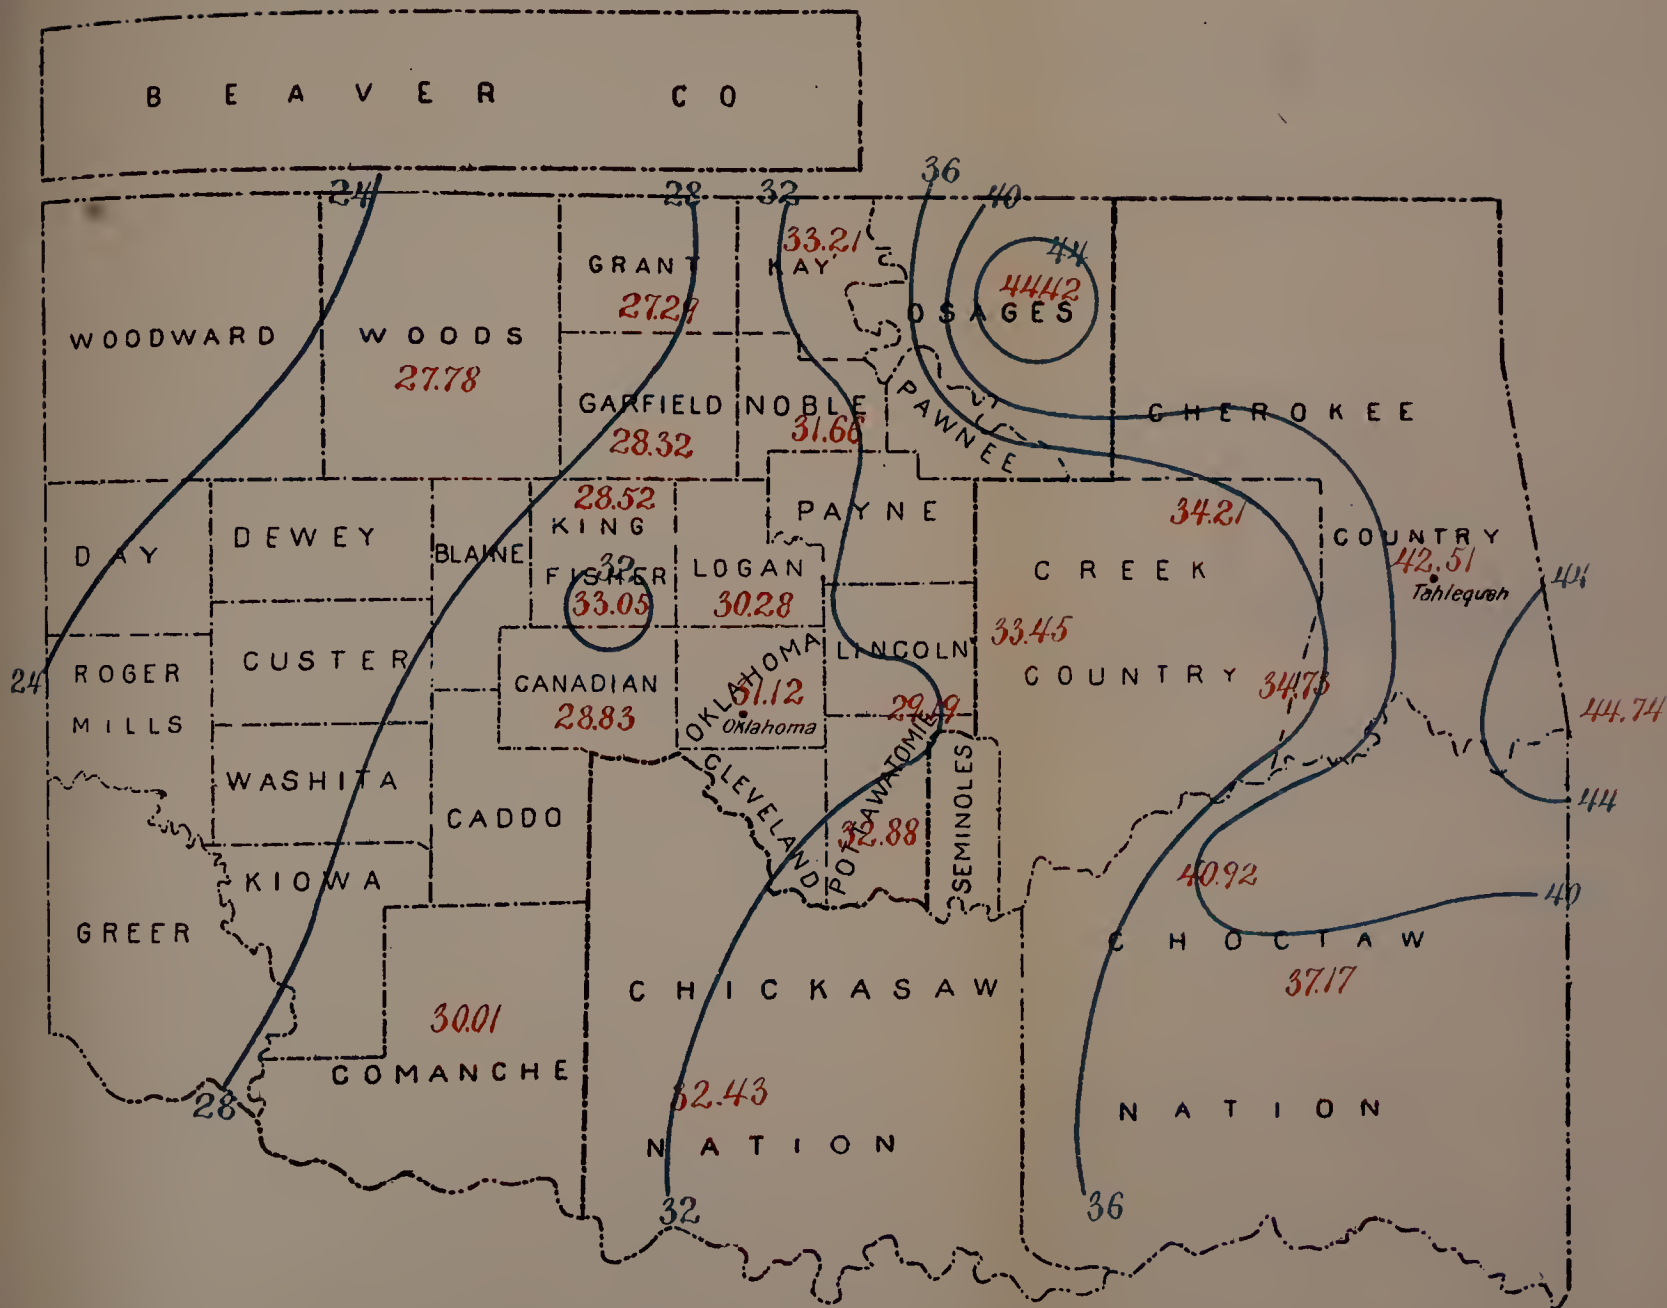 BEAVER CO
24
28
32
36
40
33.21
44
GRANT
KAY
44.42
27.29
OSAGES
WOODWARD
WOODS
27.78
GARFIELD
NOBLE
PAWNEE
CHEROKEE
28.32
31.66
28.52
34.21
KING
PAYNE
DAY
DEWEY
BLAINE
COUNTRY
32
42.51
FISHER
LOGAN
CREEK
44
Tahlequah
33.05
30.28
33.45
24
ROGER
CUSTER
OKLAHOMA
LINCOLN
MILLS
CANADIAN
COUNTRY
34.73
31.12
28.83
29.19
44.74
Oklahoma
WASHITA
CLEVELAND
POTTAWATOMIE
SEMINOLES
44
CADDO
32.88
KIOWA
40.92
40
GREER
CHOCTAW
CHICKASAW
37.17
30.01
COMANCHE
32.43
28
NATION
NATION
32
36